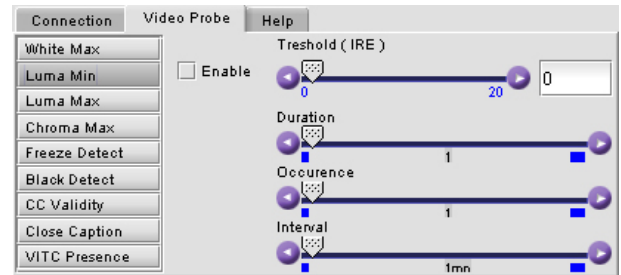 Connection Video Probe Help
White Max
Luma Min
Luma Max
Chroma Max
Freeze Detect
Black Detect
CC Validity
Close Caption
VITC Presence
Enable
Treshold ( IRE )
0 20 0
Duration
1
Occurence
1
Interval
1mn